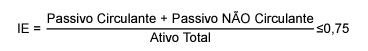 Passivo Circulante + Passivo NÃO Circulante
IE = ≤0,75
Ativo Total